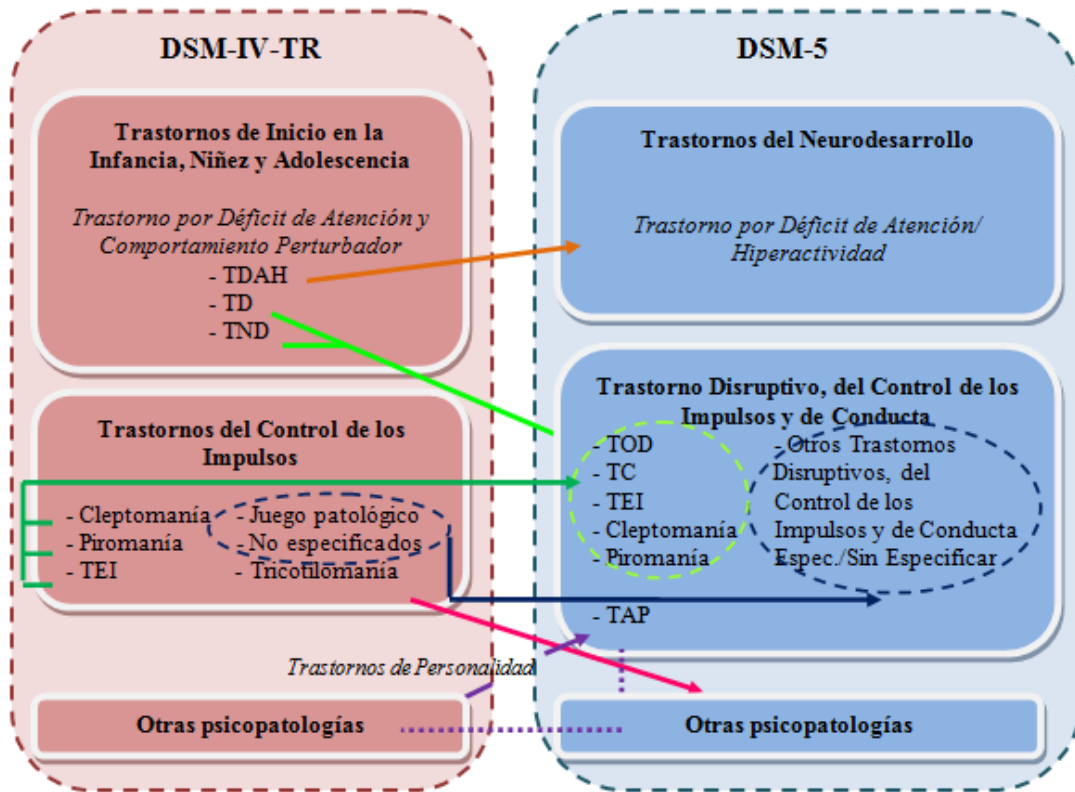 DSM-IV-TR
Trastornos de Inicio en la
Infancia, Niñez y Adolescencia
Trastorno por Déficit de Atención y
Comportamiento Perturbador
- TDAH
- TD
- TND
Trastornos del Control de los
Impulsos
- Cleptomanía
- Piromanía
- TEI
- Juego patológico
- No especificados
- Tricotilomanía
Trastornos de Personalidad
Otras psicopatologías
DSM-5
Trastornos del Neurodesarrollo
Trastorno por Déficit de Atención/
Hiperactividad
Trastorno Disruptivo, del Control de los
Impulsos y de Conducta
- TOD
- TC
- TEI
- Cleptomanía
- Piromanía
- Otros Trastornos
Disruptivos, del
Control de los
Impulsos y de Conducta
Espec./Sin Especificar
- TAP
Otras psicopatologías